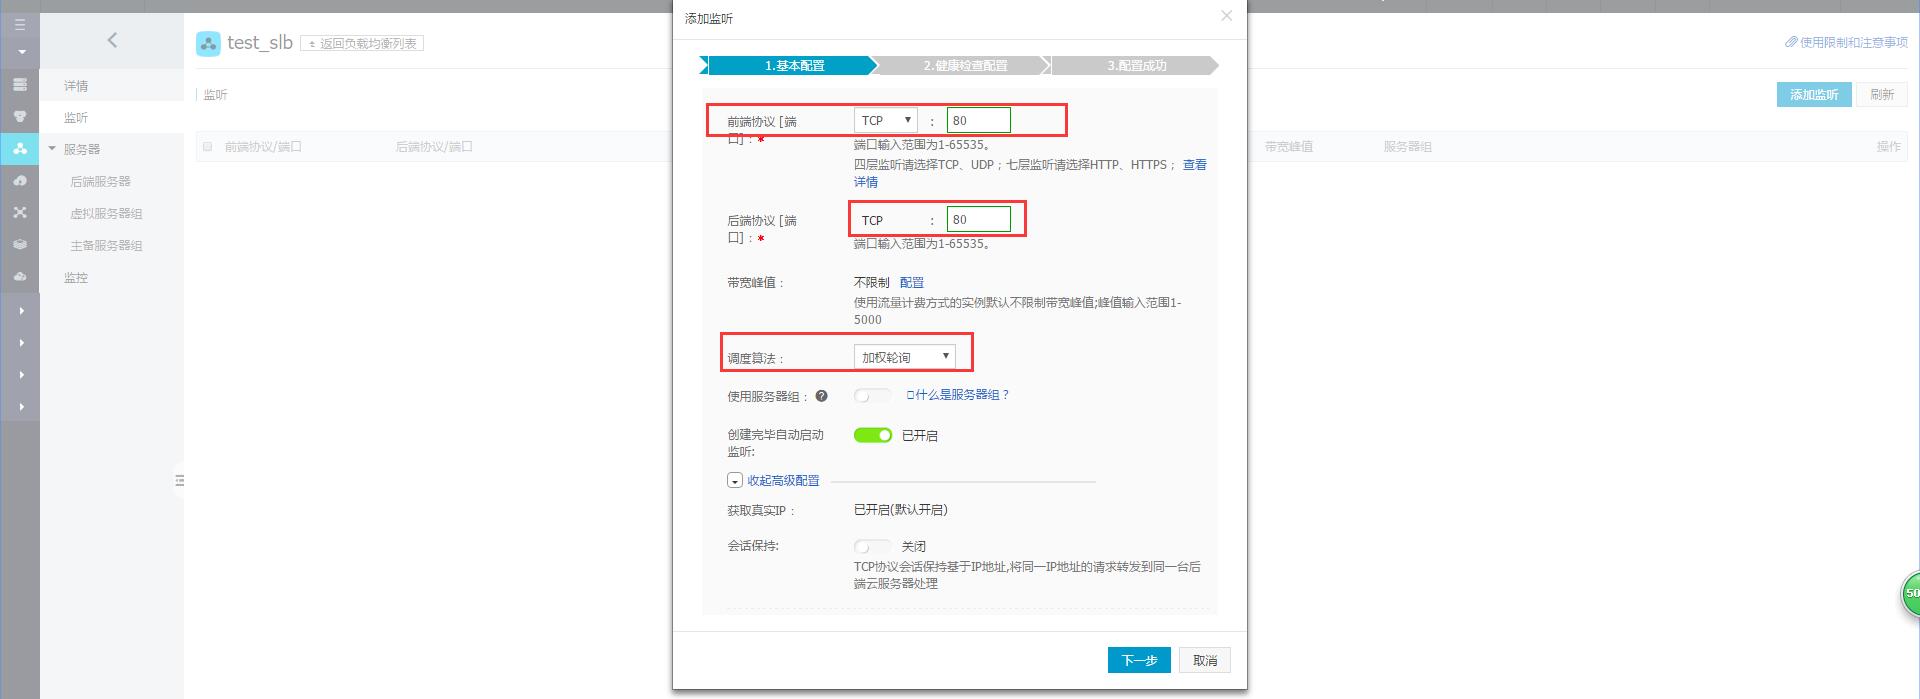 添加监听
test_slb
返回负载均衡列表
使用限制和注意事项
1.基本配置
2.健康检查配置
3.配置成功
详情
监听
服务器
后端服务器
虚拟服务器组
主备服务器组
监控
监听
添加监听
刷新
前端协议/端口
后端协议/端口
带宽峰值
服务器组
操作
前端协议 [端
口]：*
TCP
:
80
端口输入范围为1-65535。
四层监听请选择TCP、UDP；七层监听请选择HTTP、HTTPS； 查看
详情
后端协议 [端
口]：*
TCP
:
80
端口输入范围为1-65535。
带宽峰值：
不限制 配置
使用流量计费方式的实例默认不限制带宽峰值;峰值输入范围1-
5000
调度算法：
加权轮询
使用服务器组：
什么是服务器组？
创建完毕自动启动
监听:
已开启
收起高级配置
获取真实IP：
已开启(默认开启)
会话保持:
关闭
TCP协议会话保持基于IP地址,将同一IP地址的请求转发到同一台后
端云服务器处理
下一步
取消